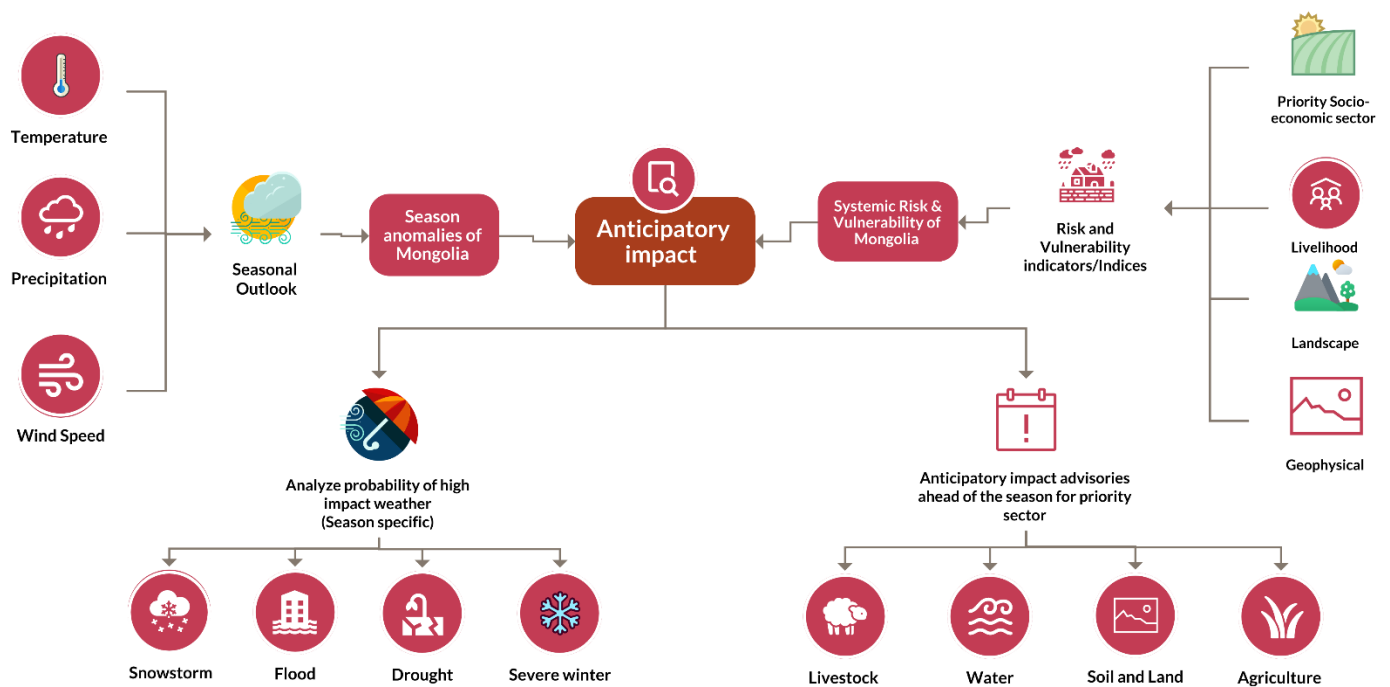 Temperature
Precipitation
Wind Speed
Seasonal
Outlook
Season
anomalies of
Mongolia
Anticipatory
impact
Systemic Risk &
Vulnerability of
Mongolia
Risk and
Vulnerability
indicators/Indices
Priority Socio-
economic sector
Livelihood
Landscape
Geophysical
Analyze probability of high
impact weather
(Season specific)
Snowstorm
Flood
Drought
Severe winter
Anticipatory impact advisories
ahead of the season for priority
sector
Livestock
Water
Soil and Land
Agriculture